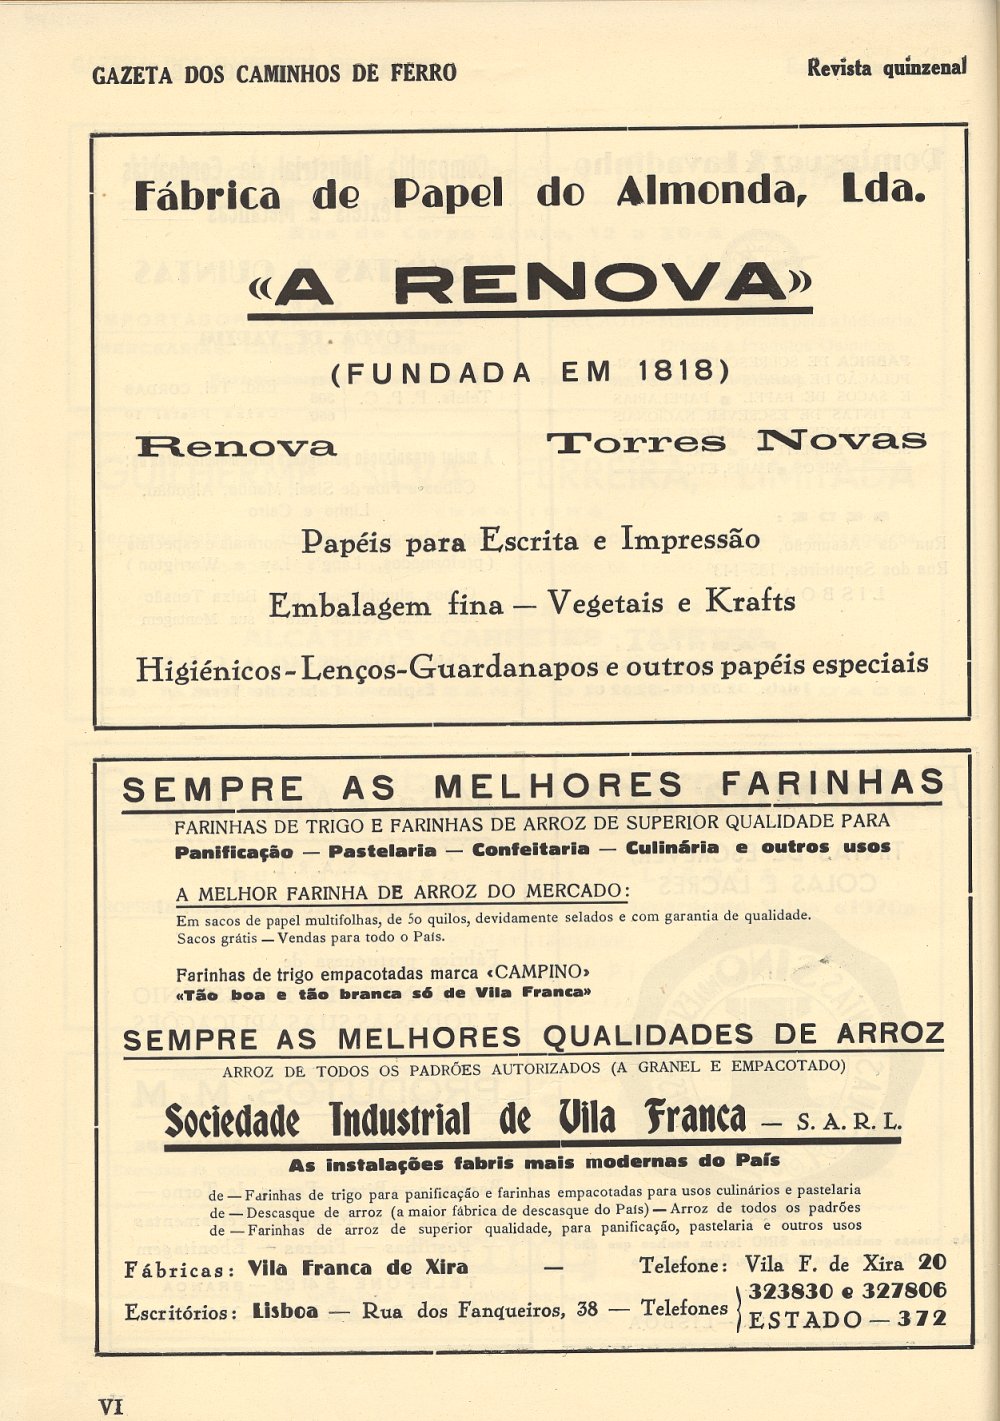 GAZETA DOS CAMINHOS DE FERRO
Revista quinzenal
Fábrica de Papel do Almonda, Lda.
«A RENOVA»
(FUNDADA EM 1818)
Renova Torres Novas
Papéis para Escrita e Impressão
Embalagem fina — Vegetais e Krafts
Higiénicos-Lenços-Guardanapos e outros papéis especiais
SEMPRE AS MELHORES FARINHAS
FARINHAS DE TRIGO E FARINHAS DE ARROZ DE SUPERIOR QUALIDADE PARA
Panificação — Pastelaria — Confeitaria — Culinária e outros usos
A MELHOR FARINHA DE ARROZ DO MERCADO:
Em sacos de papel multifolhas, de 50 quilos, devidamente selados e com garantia de qualidade.
Sacos grátis — Vendas para todo o País.
Farinhas de trigo empacotadas marca «CAMPINO»
«Tão boa e tão branca só de Vila Franca»
SEMPRE AS MELHORES QUALIDADES DE ARROZ
ARROZ DE TODOS OS PADRÕES AUTORIZADOS (A GRANEL E EMPACOTADO)
Sociedade Industrial de Vila Franca — S. A. R. L.
As instalações fabris mais modernas do País
de — Farinhas de trigo para panificação e farinhas empacotadas para usos culinários e pastelaria
de — Descasque de arroz (a maior fábrica de descasque do País) — Arroz de todos os padrões
de — Farinhas de arroz de superior qualidade, para panificação, pastelaria e outros usos
Fábricas: Vila Franca de Xira — Telefone: Vila F. de Xira 20
Escritórios: Lisboa — Rua dos Fanqueiros, 38 — Telefones 323830 e 327806
ESTADO — 372
VI